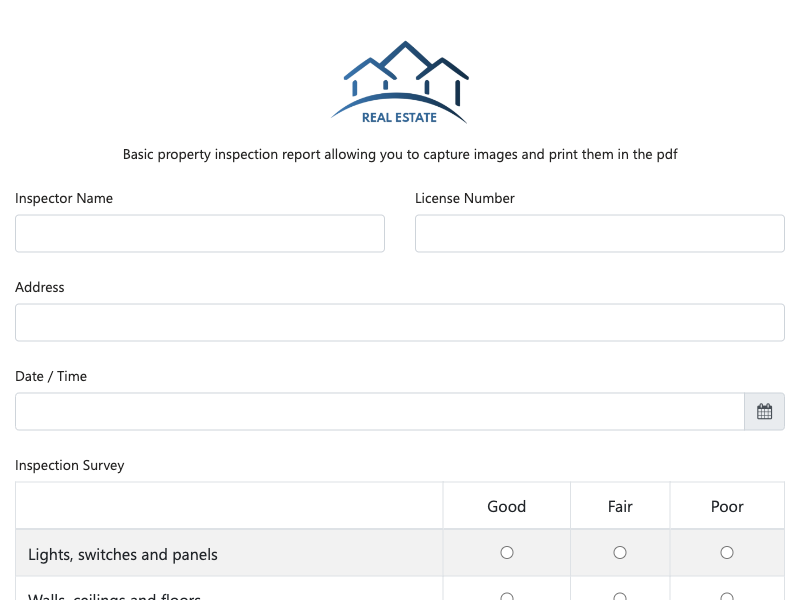 REAL ESTATE
Basic property inspection report allowing you to capture images and print them in the pdf
Inspector Name
License Number
Address
Date / Time
Inspection Survey
Good Fair Poor
Lights, switches and panels
Walls, ceilings and floors